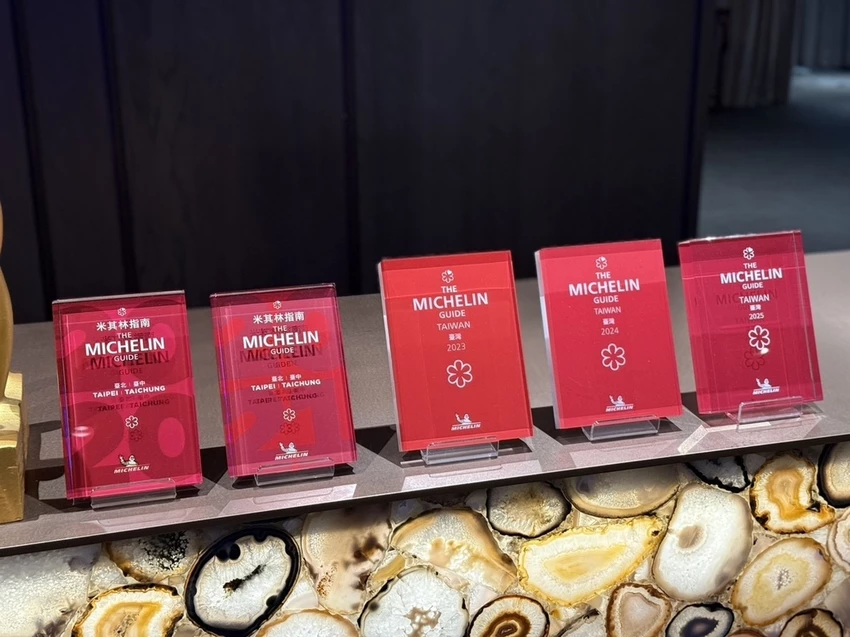 米其林指南
THE
MICHELIN
GUIDE
臺北 | 臺中
TAIPEI | TAICHUNG
MICHELIN
米其林指南
THE
MICHELIN
GUIDE
臺北 | 臺中
TAIPEI | TAICHUNG
MICHELIN
THE
MICHELIN
GUIDE
TAIWAN
臺灣
2023
MICHELIN
THE
MICHELIN
GUIDE
TAIWAN
臺灣
2024
MICHELIN
THE
MICHELIN
GUIDE
TAIWAN
臺灣
2025
MICHELIN